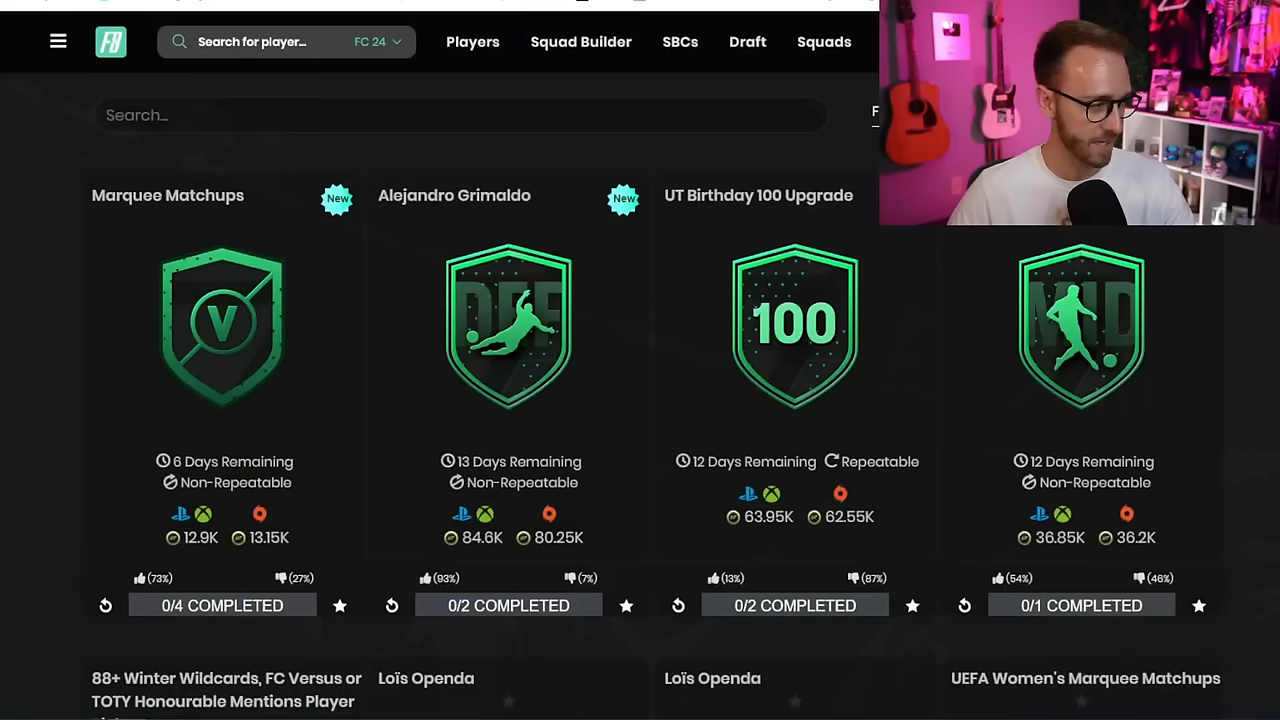 F8
Search for player...
FC 24
Players
Squad Builder
SBCs
Draft
Squads
Search...
F
Marquee Matchups
New
Alejandro Grimaldo
New
UT Birthday 100 Upgrade
V
DEF
100
MID
6 Days Remaining
Non-Repeatable
13 Days Remaining
Non-Repeatable
12 Days Remaining
Repeatable
12 Days Remaining
Non-Repeatable
12.9K
13.15K
84.6K
80.25K
63.95K
62.55K
36.85K
36.2K
(73%)
(27%)
(93%)
(7%)
(13%)
(87%)
(54%)
(46%)
0/4 COMPLETED
0/2 COMPLETED
0/2 COMPLETED
0/1 COMPLETED
88+ Winter Wildcards, FC Versus or
TOTY Honourable Mentions Player
Loïs Openda
Loïs Openda
UEFA Women's Marquee Matchups